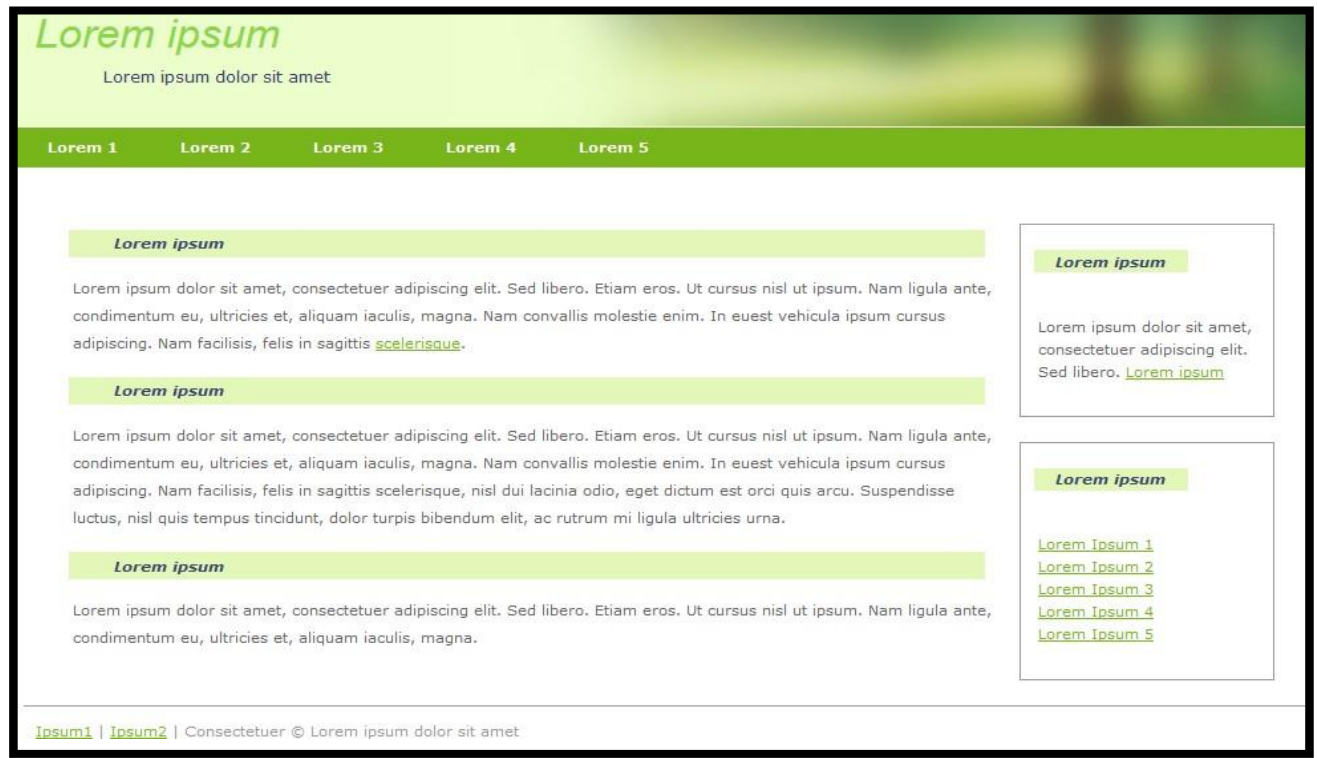 Lorem ipsum
Lorem ipsum dolor sit amet
Lorem 1 Lorem 2 Lorem 3 Lorem 4 Lorem 5
Lorem ipsum
Lorem ipsum dolor sit amet, consectetuer adipiscing elit. Sed libero. Etiam eros. Ut cursus nisl ut ipsum. Nam ligula ante,
condimentum eu, ultricies et, aliquam iaculis, magna. Nam convallis molestie enim. In euest vehicula ipsum cursus
adipiscing. Nam facilisis, felis in sagittis scelerisque.
Lorem ipsum
Lorem ipsum dolor sit amet, consectetuer adipiscing elit. Sed libero. Etiam eros. Ut cursus nisl ut ipsum. Nam ligula ante,
condimentum eu, ultricies et, aliquam iaculis, magna. Nam convallis molestie enim. In euest vehicula ipsum cursus
adipiscing. Nam facilisis, felis in sagittis scelerisque, nisl dui lacinia odio, eget dictum est orci quis arcu. Suspendisse
luctus, nisl quis tempus tincidunt, dolor turpis bibendum elit, ac rutrum mi ligula ultricies urna.
Lorem ipsum
Lorem ipsum dolor sit amet, consectetuer adipiscing elit. Sed libero. Etiam eros. Ut cursus nisl ut ipsum. Nam ligula ante,
condimentum eu, ultricies et, aliquam iaculis, magna.
Lorem ipsum
Lorem ipsum dolor sit amet,
consectetuer adipiscing elit.
Sed libero. Lorem ipsum
Lorem ipsum
Lorem Ipsum 1
Lorem Ipsum 2
Lorem Ipsum 3
Lorem Ipsum 4
Lorem Ipsum 5
Ipsum1 | Ipsum2 | Consectetuer © Lorem ipsum dolor sit amet